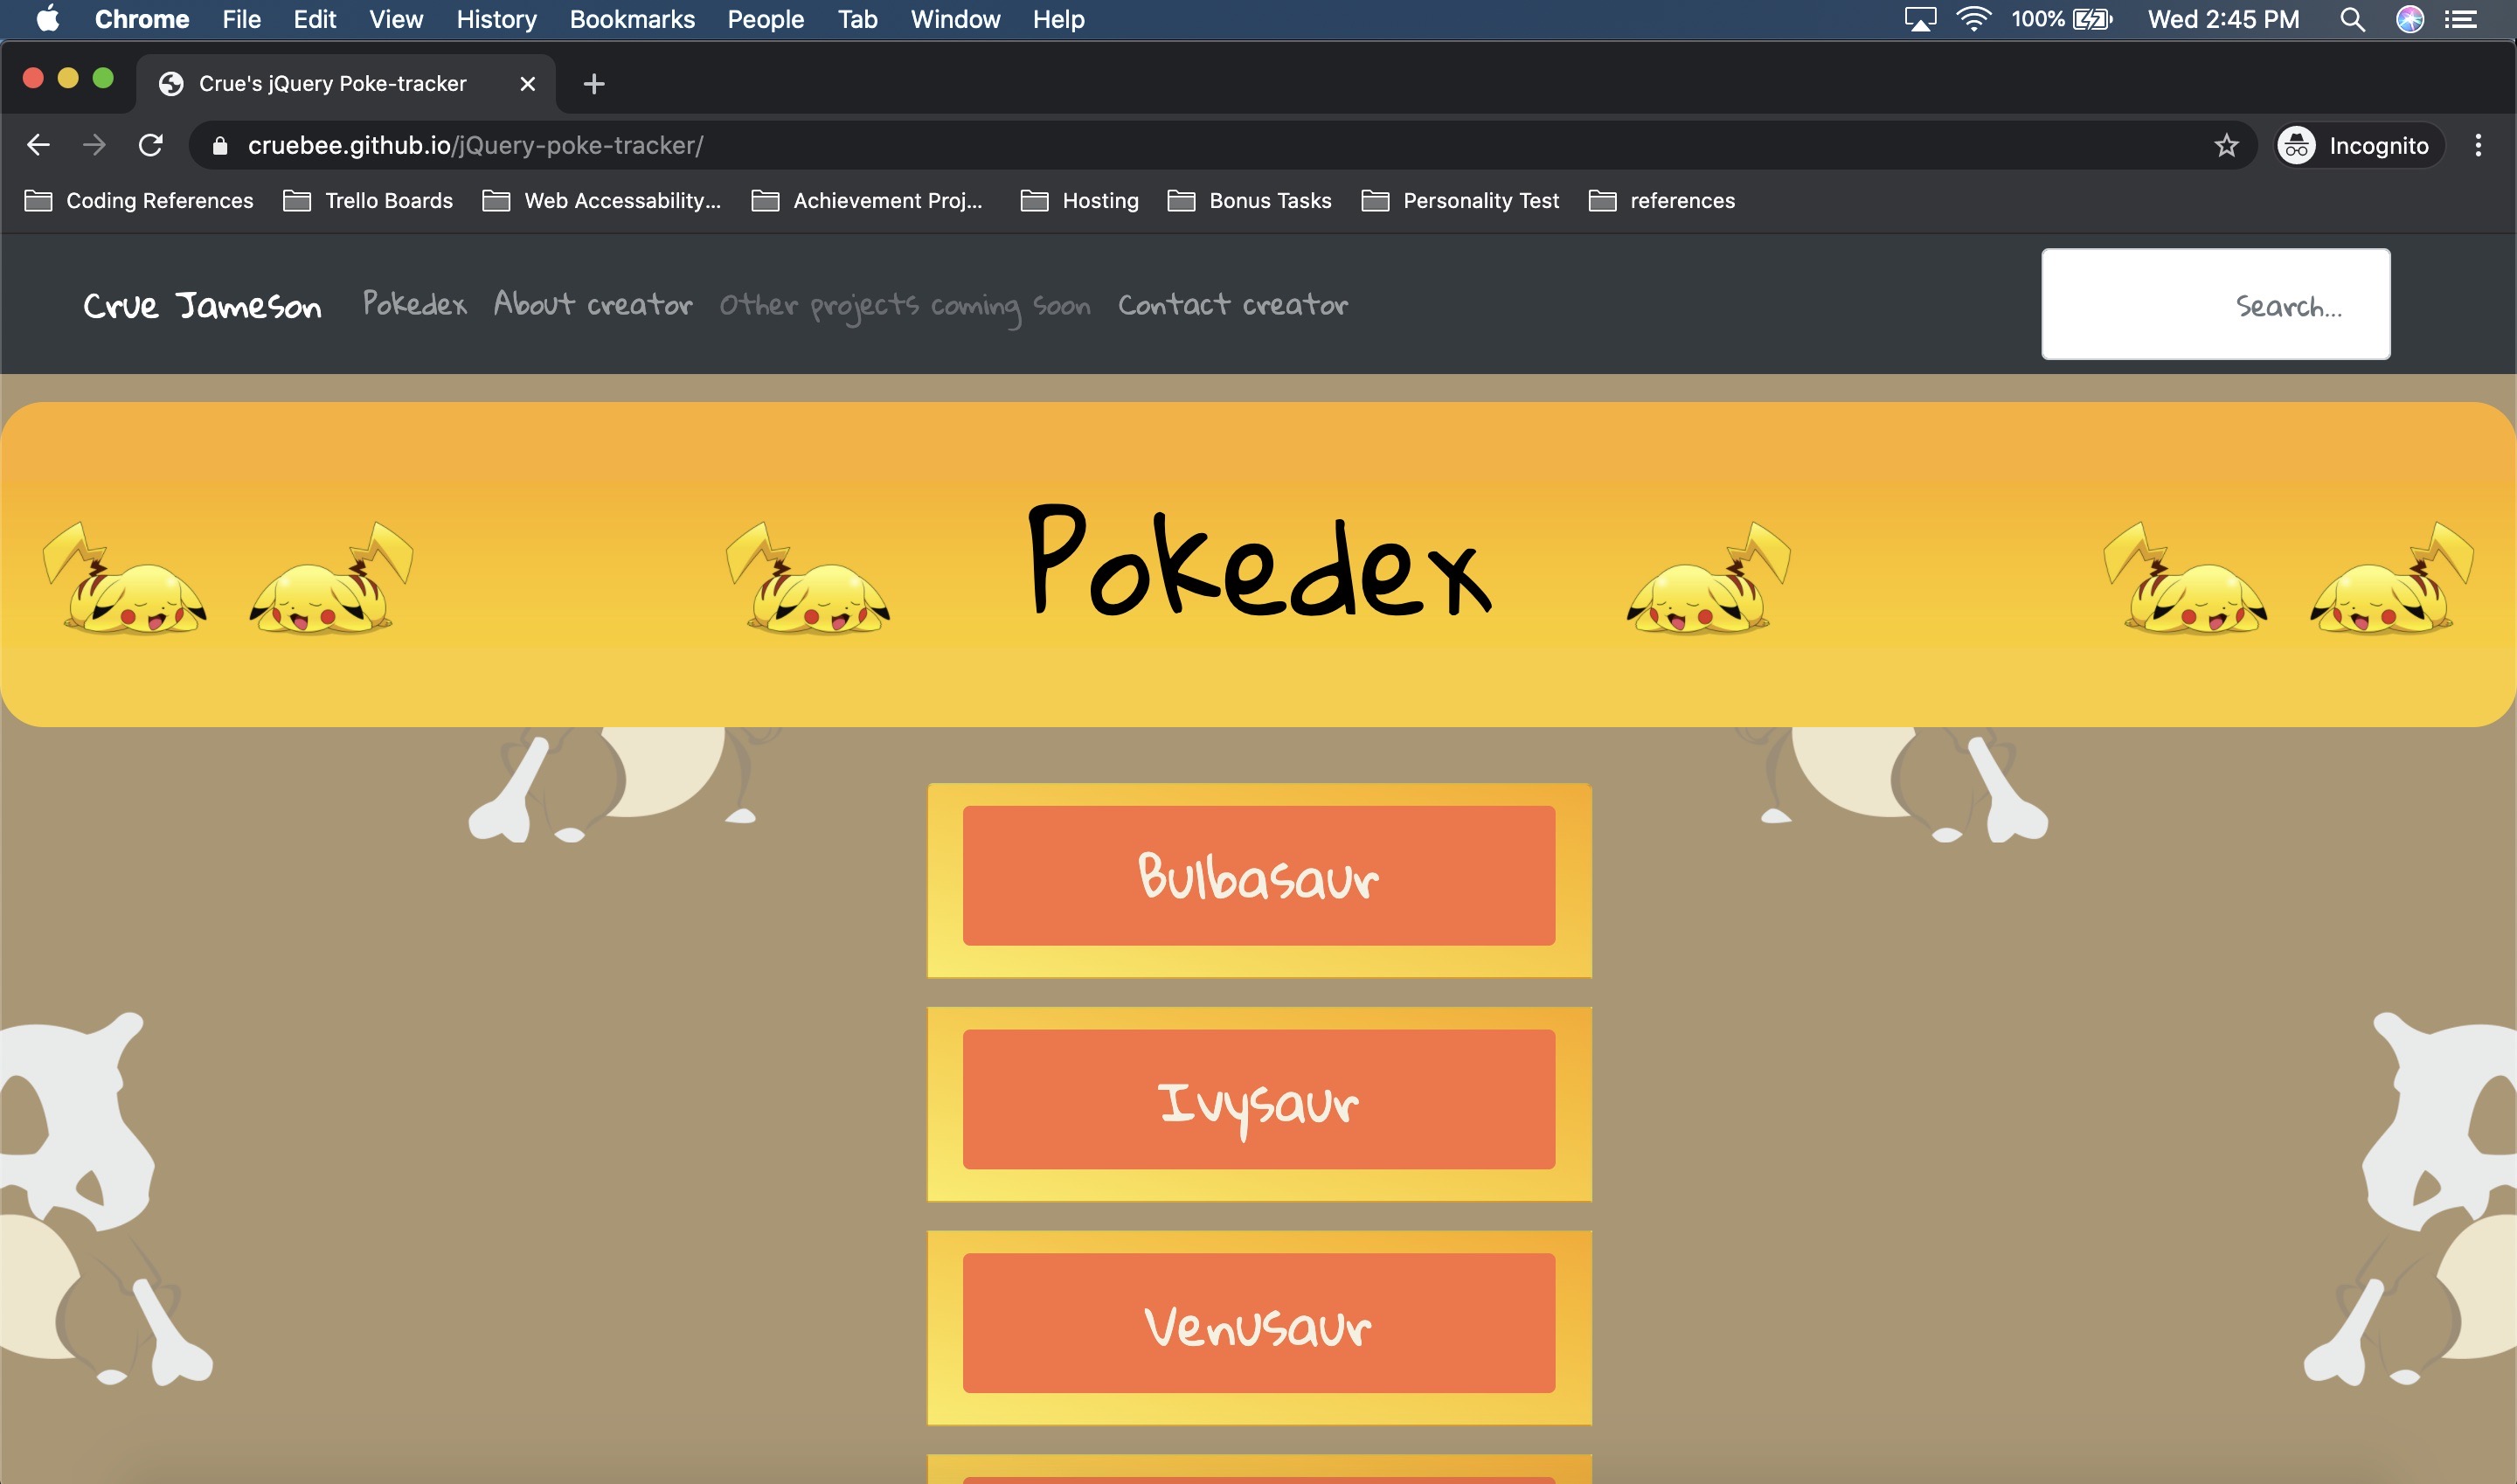 Chrome File Edit View History Bookmarks People Tab Window Help 100% Wed 2:45 PM
Crue's jQuery Poke-tracker
cruebee.github.io/jQuery-poke-tracker/ Incognito
Coding References Trello Boards Web Accessability... Achievement Proj... Hosting Bonus Tasks Personality Test references
Crue Jameson Pokedex About creator Other projects coming soon Contact creator Search...
Pokedex
Bulbasaur
Ivysaur
Venusaur